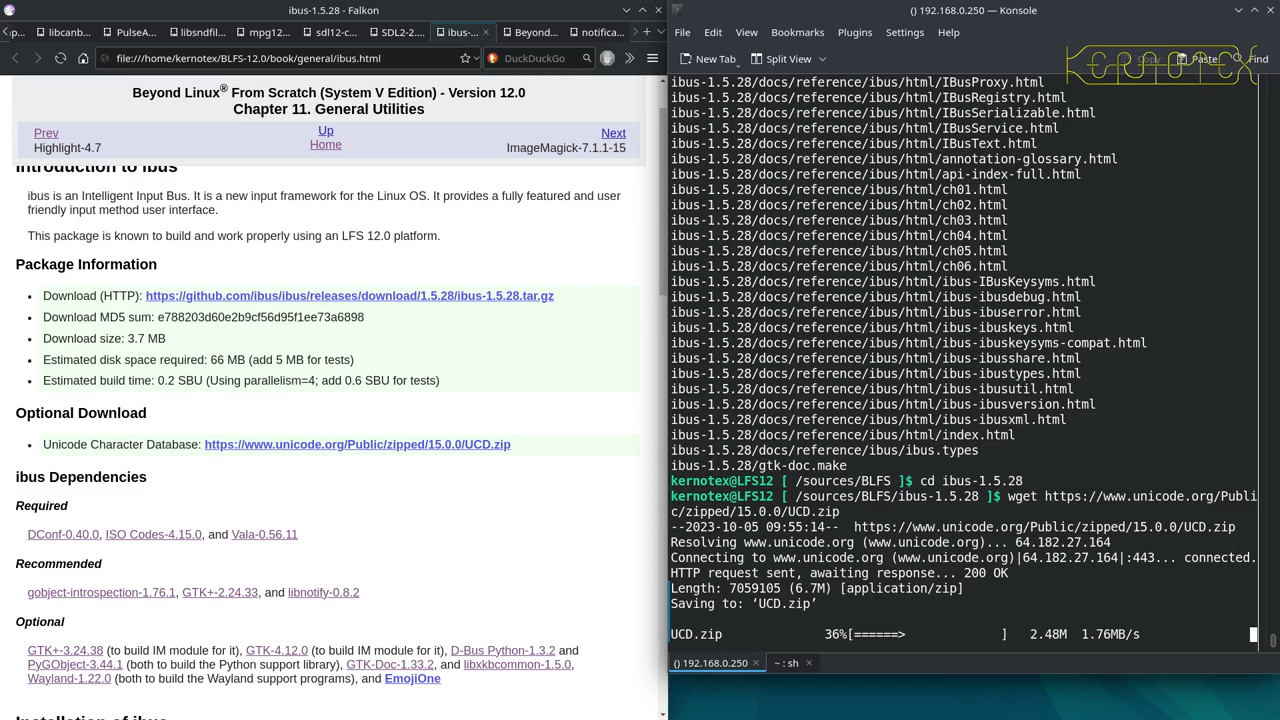 ibus-1.5.28 - Falkon
libcanb...
PulseA...
libsndfil...
mpg12...
sdl12-c...
SDL2-2...
ibus-...
Beyond...
notifica...
file:///home/kernotex/BLFS-12.0/book/general/ibus.html
DuckDuckGo
Beyond Linux® From Scratch (System V Edition) - Version 12.0
Chapter 11. General Utilities
Prev Up Next
Highlight-4.7 Home ImageMagick-7.1.1-15
Introduction to ibus
ibus is an Intelligent Input Bus. It is a new input framework for the Linux OS. It provides a fully featured and user
friendly input method user interface.
This package is known to build and work properly using an LFS 12.0 platform.
Package Information
Download (HTTP): https://github.com/ibus/ibus/releases/download/1.5.28/ibus-1.5.28.tar.gz
Download MD5 sum: e788203d60e2b9cf56d95f1ee73a6898
Download size: 3.7 MB
Estimated disk space required: 66 MB (add 5 MB for tests)
Estimated build time: 0.2 SBU (Using parallelism=4; add 0.6 SBU for tests)
Optional Download
Unicode Character Database: https://www.unicode.org/Public/zipped/15.0.0/UCD.zip
ibus Dependencies
Required
DConf-0.40.0, ISO Codes-4.15.0, and Vala-0.56.11
Recommended
gobject-introspection-1.76.1, GTK+-2.24.33, and libnotify-0.8.2
Optional
GTK+-3.24.38 (to build IM module for it), GTK-4.12.0 (to build IM module for it), D-Bus Python-1.3.2 and
PyGObject-3.44.1 (both to build the Python support library), GTK-Doc-1.33.2, and libxkbcommon-1.5.0,
Wayland-1.22.0 (both to build the Wayland support programs), and EmojiOne
Installation of ibus
() 192.168.0.250 — Konsole
File Edit View Bookmarks Plugins Settings Help
New Tab Split View Copy Paste Find
KERNOTEX
ibus-1.5.28/docs/reference/ibus/html/IBusProxy.html
ibus-1.5.28/docs/reference/ibus/html/IBusRegistry.html
ibus-1.5.28/docs/reference/ibus/html/IBusSerializable.html
ibus-1.5.28/docs/reference/ibus/html/IBusService.html
ibus-1.5.28/docs/reference/ibus/html/IBusText.html
ibus-1.5.28/docs/reference/ibus/html/annotation-glossary.html
ibus-1.5.28/docs/reference/ibus/html/api-index-full.html
ibus-1.5.28/docs/reference/ibus/html/ch01.html
ibus-1.5.28/docs/reference/ibus/html/ch02.html
ibus-1.5.28/docs/reference/ibus/html/ch03.html
ibus-1.5.28/docs/reference/ibus/html/ch04.html
ibus-1.5.28/docs/reference/ibus/html/ch05.html
ibus-1.5.28/docs/reference/ibus/html/ch06.html
ibus-1.5.28/docs/reference/ibus/html/ibus-IBusKeysyms.html
ibus-1.5.28/docs/reference/ibus/html/ibus-ibusdebug.html
ibus-1.5.28/docs/reference/ibus/html/ibus-ibuserror.html
ibus-1.5.28/docs/reference/ibus/html/ibus-ibuskeys.html
ibus-1.5.28/docs/reference/ibus/html/ibus-ibuskeysyms-compat.html
ibus-1.5.28/docs/reference/ibus/html/ibus-ibusshare.html
ibus-1.5.28/docs/reference/ibus/html/ibus-ibustypes.html
ibus-1.5.28/docs/reference/ibus/html/ibus-ibusutil.html
ibus-1.5.28/docs/reference/ibus/html/ibus-ibusversion.html
ibus-1.5.28/docs/reference/ibus/html/ibus-ibusxml.html
ibus-1.5.28/docs/reference/ibus/html/index.html
ibus-1.5.28/docs/reference/ibus/ibus.types
ibus-1.5.28/gtk-doc.make
kernotex@LFS12 [ /sources/BLFS ]$ cd ibus-1.5.28
kernotex@LFS12 [ /sources/BLFS/ibus-1.5.28 ]$ wget https://www.unicode.org/Publi
c/zipped/15.0.0/UCD.zip
--2023-10-05 09:55:14-- https://www.unicode.org/Public/zipped/15.0.0/UCD.zip
Resolving www.unicode.org (www.unicode.org)... 64.182.27.164
Connecting to www.unicode.org (www.unicode.org)|64.182.27.164|:443... connected.
HTTP request sent, awaiting response... 200 OK
Length: 7059105 (6.7M) [application/zip]
Saving to: ‘UCD.zip’
UCD.zip 36%[======> ] 2.48M 1.76MB/s
() 192.168.0.250
~ : sh